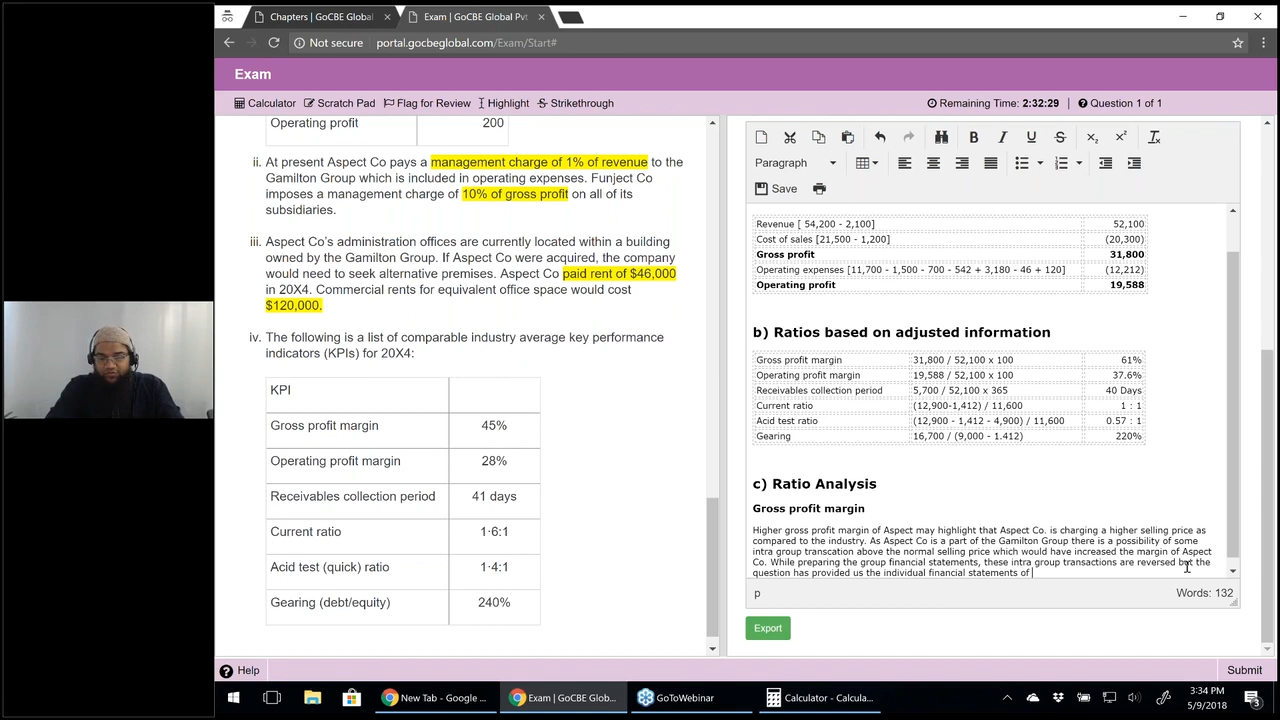 Chapters | GoCBE Global
Exam | GoCBE Global Pvt
Not secure
portal.gocbeglobal.com/Exam/Start#
Exam
Calculator
Scratch Pad
Flag for Review
Highlight
Strikethrough
Remaining Time: 2:32:29
Question 1 of 1
Operating profit 200
ii. At present Aspect Co pays a management charge of 1% of revenue to the
Gamilton Group which is included in operating expenses. Funject Co
imposes a management charge of 10% of gross profit on all of its
subsidiaries.
iii. Aspect Co's administration offices are currently located within a building
owned by the Gamilton Group. If Aspect Co were acquired, the company
would need to seek alternative premises. Aspect Co paid rent of $46,000
in 20X4. Commercial rents for equivalent office space would cost
$120,000.
iv. The following is a list of comparable industry average key performance
indicators (KPIs) for 20X4:
KPI
Gross profit margin 45%
Operating profit margin 28%
Receivables collection period 41 days
Current ratio 1·6:1
Acid test (quick) ratio 1·4:1
Gearing (debt/equity) 240%
Paragraph
Save
Revenue [ 54,200 - 2,100] 52,100
Cost of sales [21,500 - 1,200] (20,300)
Gross profit 31,800
Operating expenses [11,700 - 1,500 - 700 - 542 + 3,180 - 46 + 120] (12,212)
Operating profit 19,588
b) Ratios based on adjusted information
Gross profit margin 31,800 / 52,100 x 100 61%
Operating profit margin 19,588 / 52,100 x 100 37.6%
Receivables collection period 5,700 / 52,100 x 365 40 Days
Current ratio (12,900-1,412) / 11,600 1 : 1
Acid test ratio (12,900 - 1,412 - 4,900) / 11,600 0.57 : 1
Gearing 16,700 / (9,000 - 1.412) 220%
c) Ratio Analysis
Gross profit margin
Higher gross profit margin of Aspect may highlight that Aspect Co. is charging a higher selling price as
compared to the industry. As Aspect Co is a part of the Gamilton Group there is a possibility of some
intra group transcation above the normal selling price which would have increased the margin of Aspect
Co. While preparing the group financial statements, these intra group transactions are reversed but the
question has provided us the individual financial statements of
p
Words: 132
Export
Help
Submit
New Tab - Google ...
Exam | GoCBE Glob...
GoToWebinar
Calculator - Calcula...
3:34 PM
5/9/2018
3